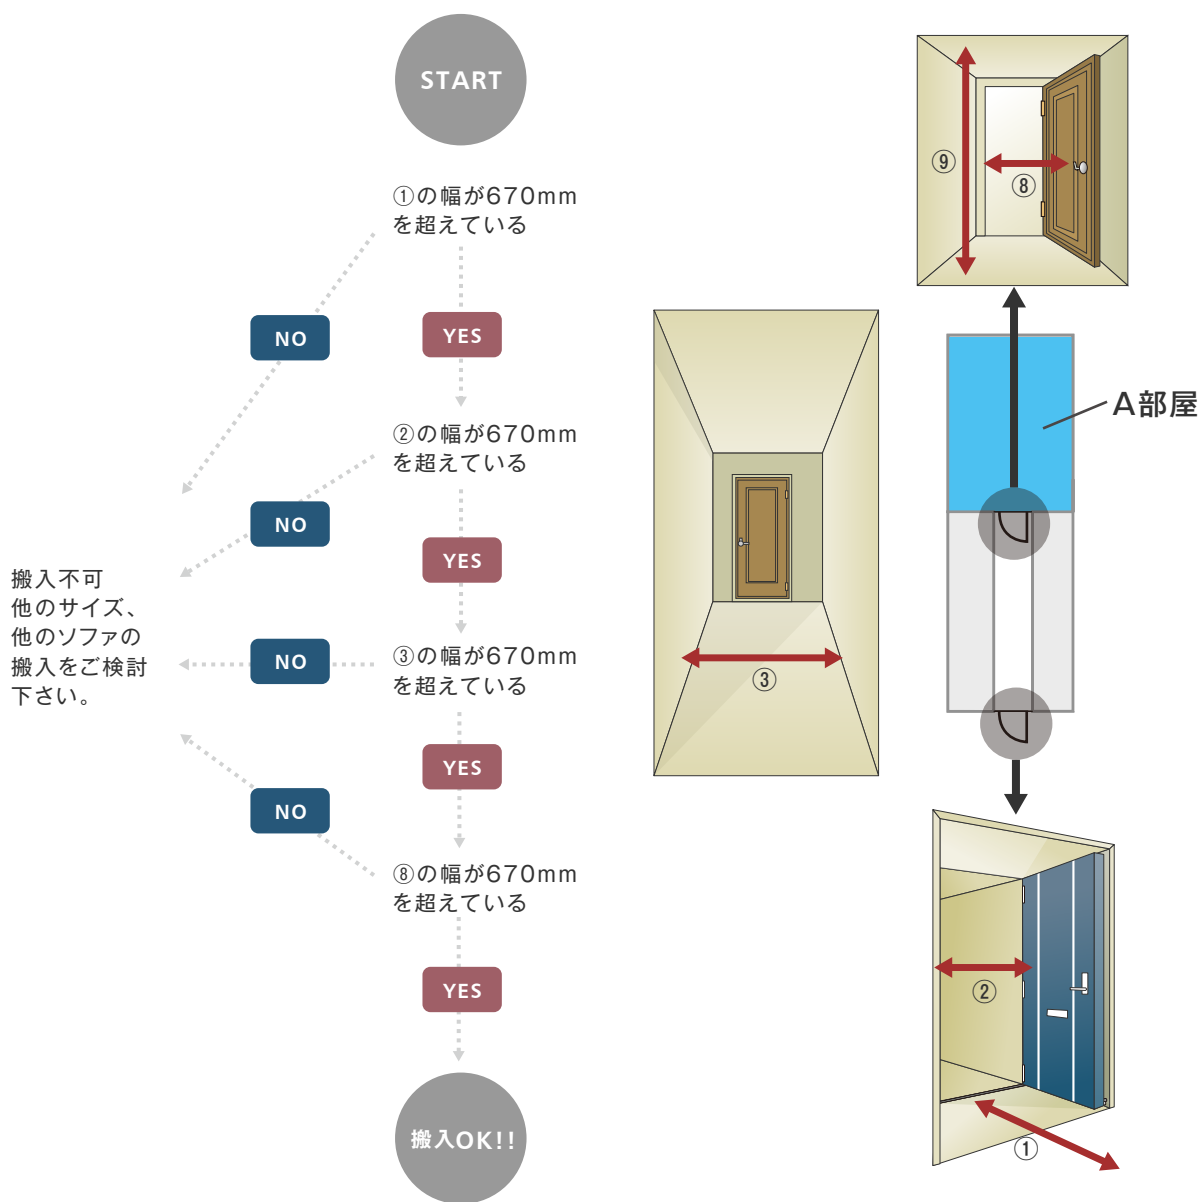 START
①の幅が670mm
を超えている
NO
YES
②の幅が670mm
を超えている
NO
YES
搬入不可
他のサイズ、
他のソファの
搬入をご検討
下さい。
③の幅が670mm
を超えている
NO
YES
NO
⑧の幅が670mm
を超えている
YES
搬入OK!!
③
⑨
⑧
A部屋
②
①